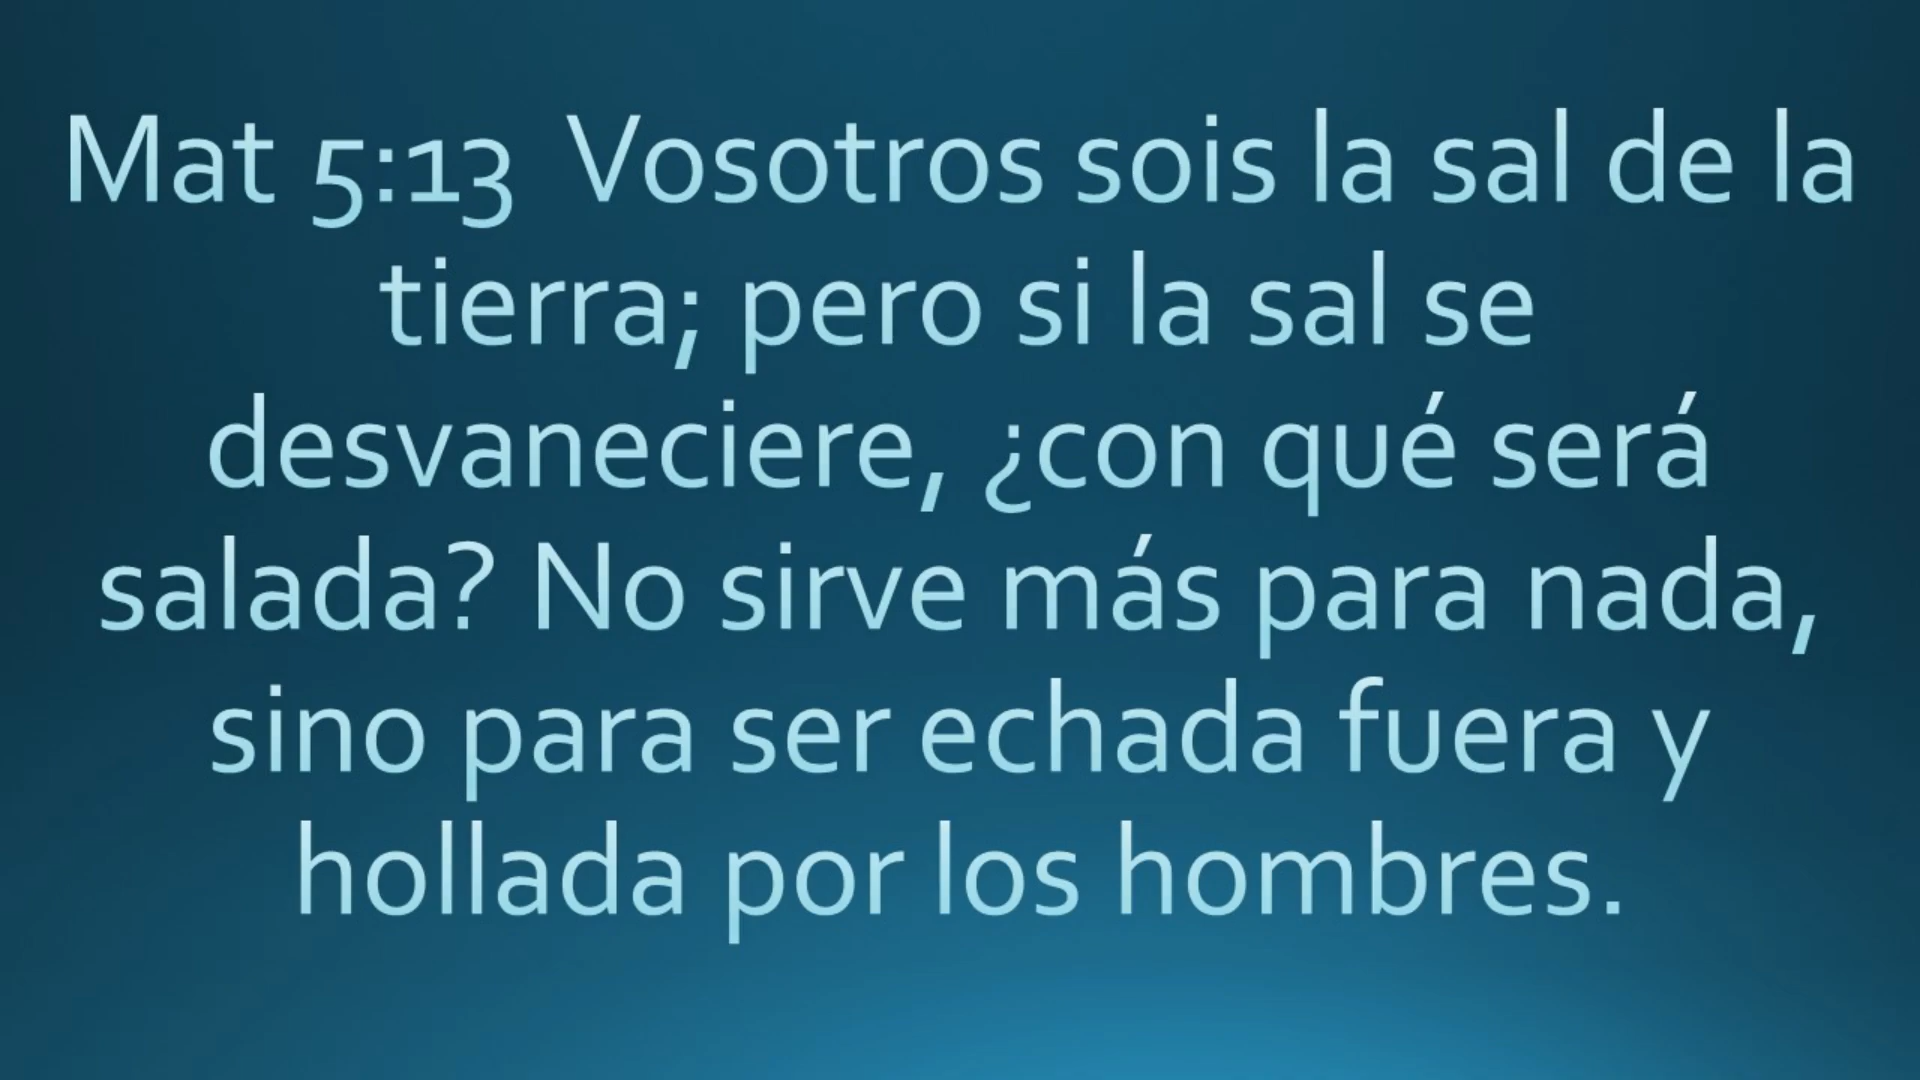 Mat 5:13  Vosotros sois la sal de la
tierra; pero si la sal se
desvaneciere, ¿con qué será
salada? No sirve más para nada,
sino para ser echada fuera y
hollada por los hombres.